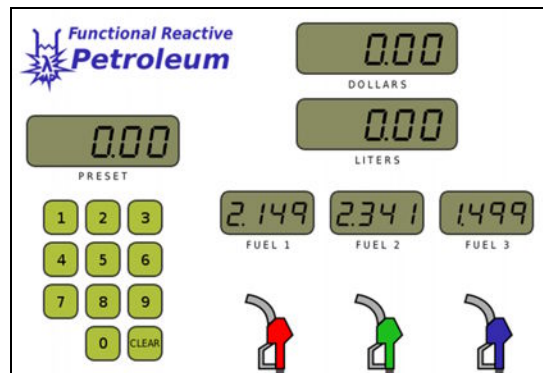 Functional Reactive
Petroleum
λ
0.00
DOLLARS
0.00
LITERS
0.00
PRESET
1 2 3
4 5 6
7 8 9
0 CLEAR
2.149 2.341 1.499
FUEL 1 FUEL 2 FUEL 3